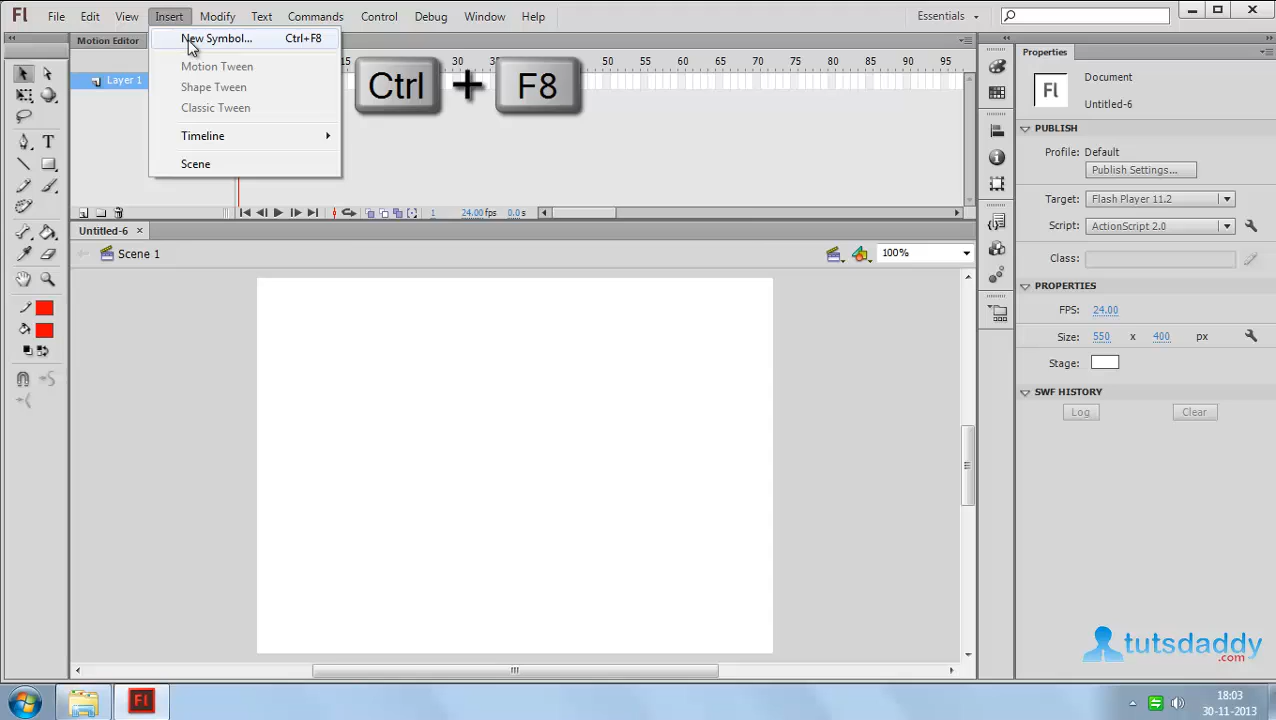 Fl File Edit View Insert Modify Text Commands Control Debug Window Help Essentials
Motion Editor
New Symbol... Ctrl+F8
Motion Tween
Shape Tween
Classic Tween
Timeline
Scene
15 30 45 50 55 60 65 70 75 80 85 90 95
Layer 1
Ctrl + F8
1 24.00 fps 0.0 s
Untitled-6
Scene 1
100%
Properties
Fl
Document
Untitled-6
PUBLISH
Profile: Default
Publish Settings...
Target: Flash Player 11.2
Script: ActionScript 2.0
Class:
PROPERTIES
FPS: 24.00
Size: 550 x 400 px
Stage:
SWF HISTORY
Log Clear
tutsdaddy
.com
Fl
18:03
30-11-2013